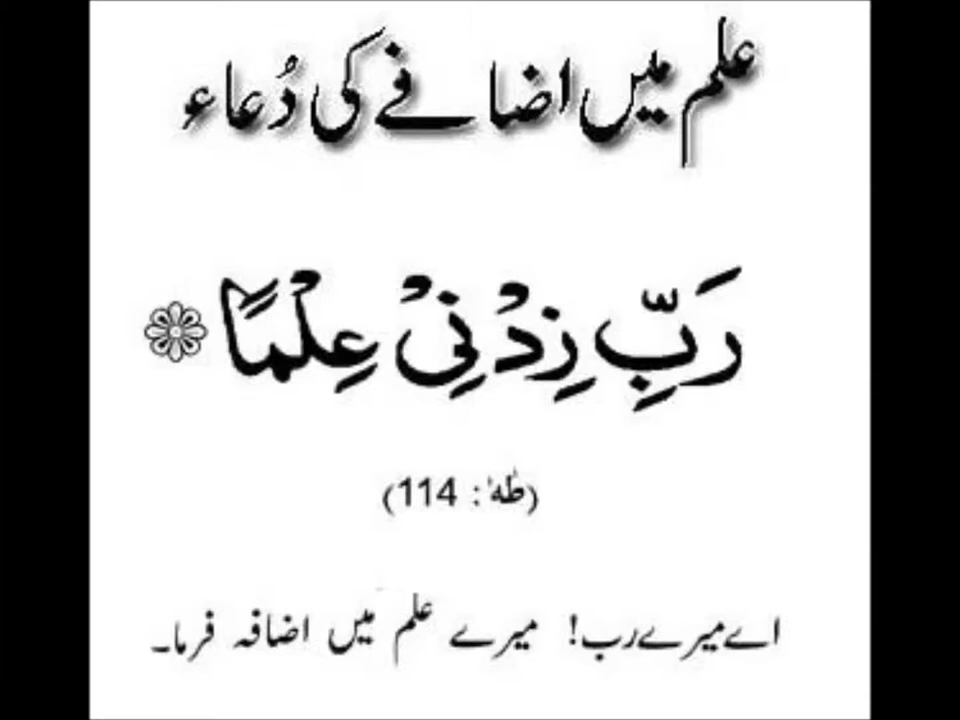 علم میں اضافے کی دُعاء
رَبِّ زِدْنِیْ عِلْمًا
(طٰهٰ: 114)
اے میرے رب! میرے علم میں اضافہ فرما۔